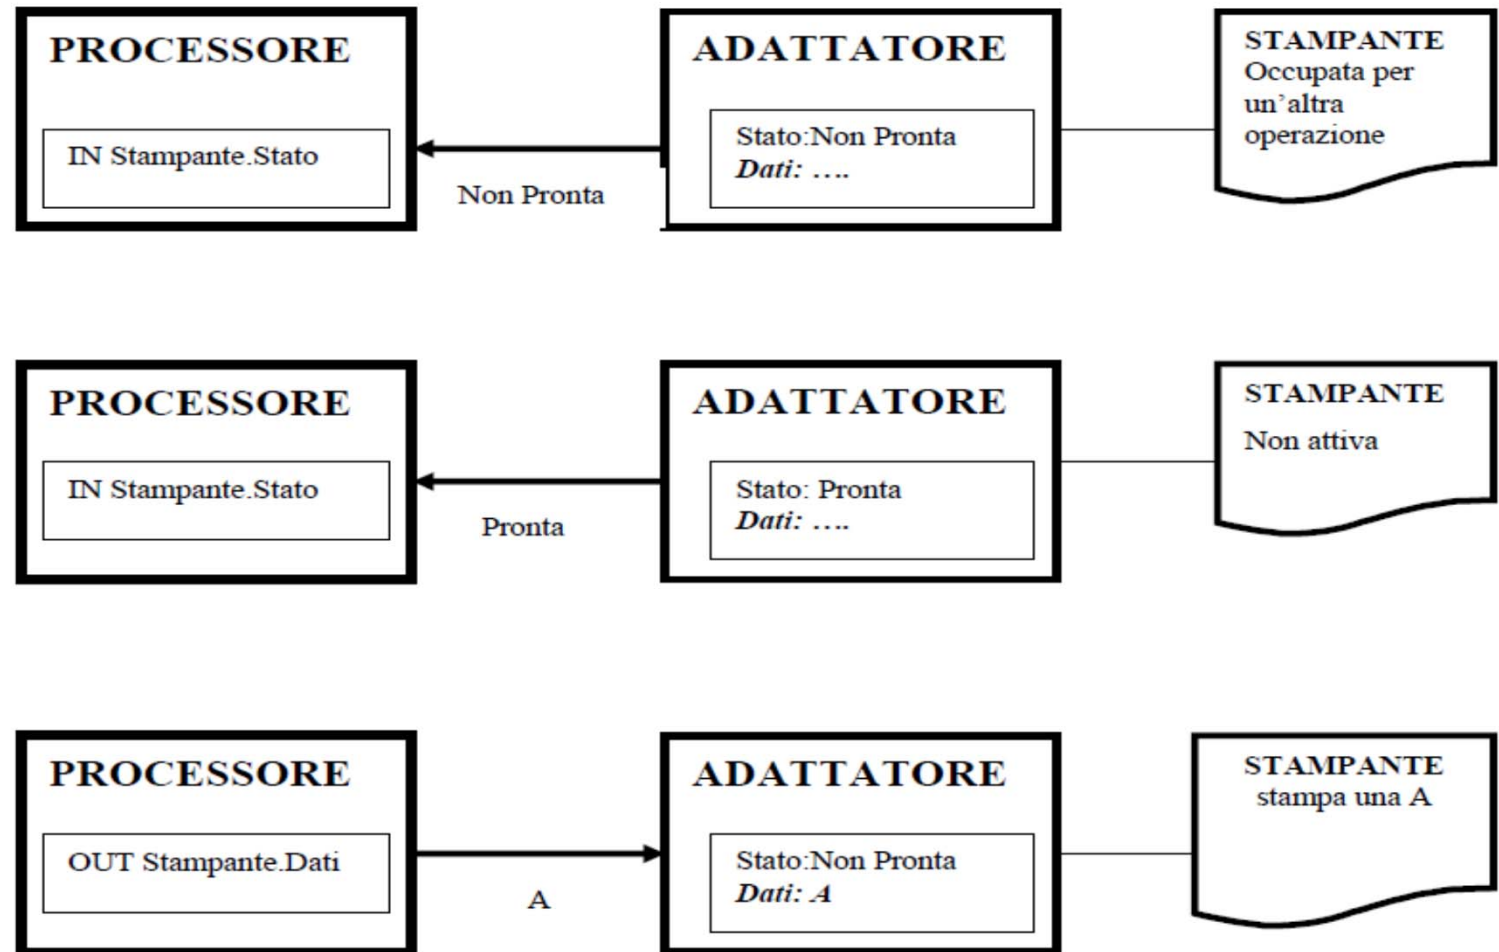 PROCESSORE
IN Stampante.Stato
Non Pronta
ADATTATORE
Stato:Non Pronta
Dati: ....
STAMPANTE
Occupata per
un'altra
operazione
PROCESSORE
IN Stampante.Stato
Pronta
ADATTATORE
Stato: Pronta
Dati: ....
STAMPANTE
Non attiva
PROCESSORE
OUT Stampante.Dati
A
ADATTATORE
Stato:Non Pronta
Dati: A
STAMPANTE
stampa una A